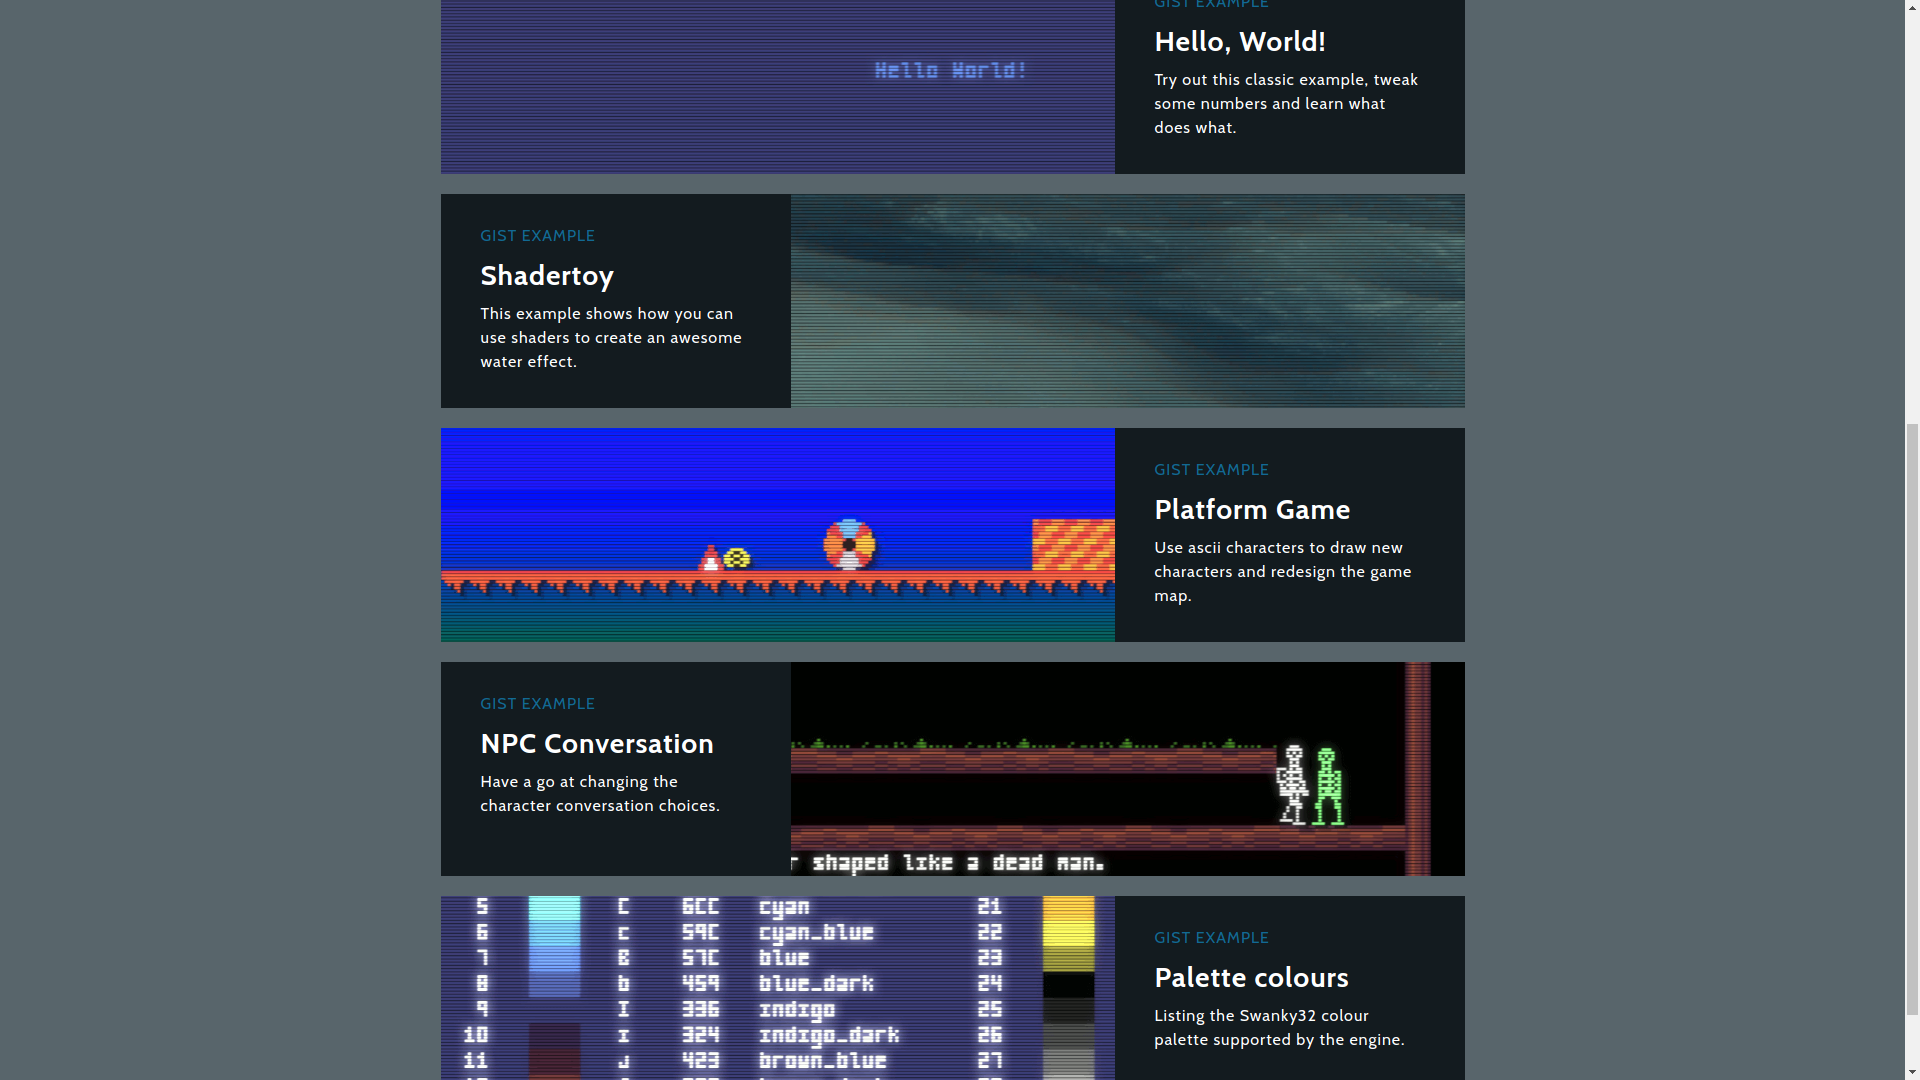 GIST EXAMPLE
Hello, World!
Hello World!
Try out this classic example, tweak
some numbers and learn what
does what.
GIST EXAMPLE
Shadertoy
This example shows how you can
use shaders to create an awesome
water effect.
GIST EXAMPLE
Platform Game
Use ascii characters to draw new
characters and redesign the game
map.
GIST EXAMPLE
NPC Conversation
Have a go at changing the
character conversation choices.
shaped like a dead man.
5 C 6CC cyan 21
6 c 59C cyan_blue 22
7 B 57C blue 23
8 b 459 blue_dark 24
9 I 336 indigo 25
10 i 324 indigo_dark 26
11 J 423 brown_blue 27
GIST EXAMPLE
Palette colours
Listing the Swanky32 colour
palette supported by the engine.